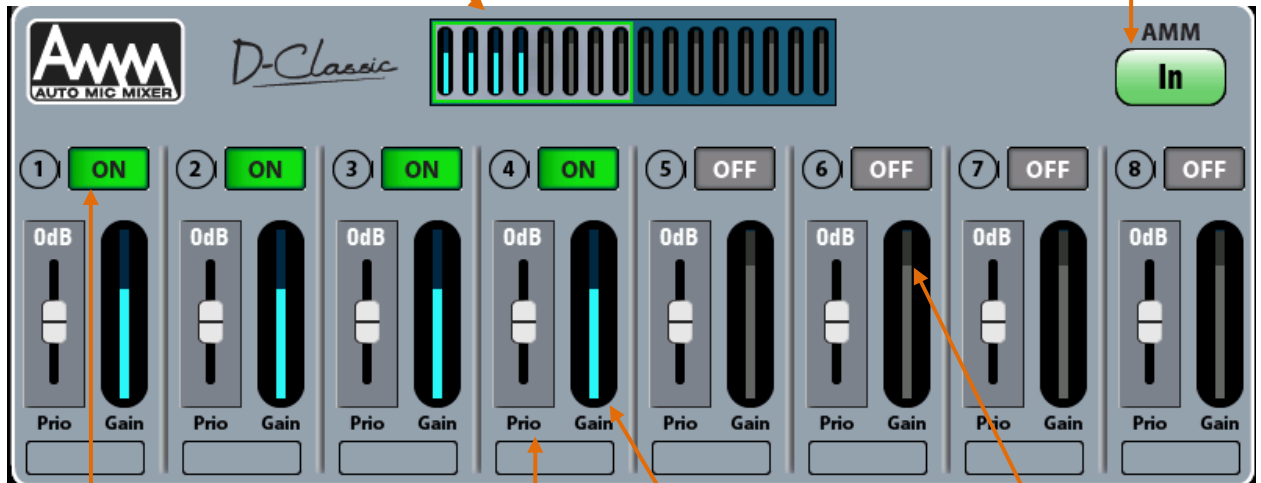 AMM
AUTO MIC MIXER
D-Classic
AMM
In
1 ON 2 ON 3 ON 4 ON 5 OFF 6 OFF 7 OFF 8 OFF
0dB 0dB 0dB 0dB 0dB 0dB 0dB 0dB
Prio Gain Prio Gain Prio Gain Prio Gain Prio Gain Prio Gain Prio Gain Prio Gain